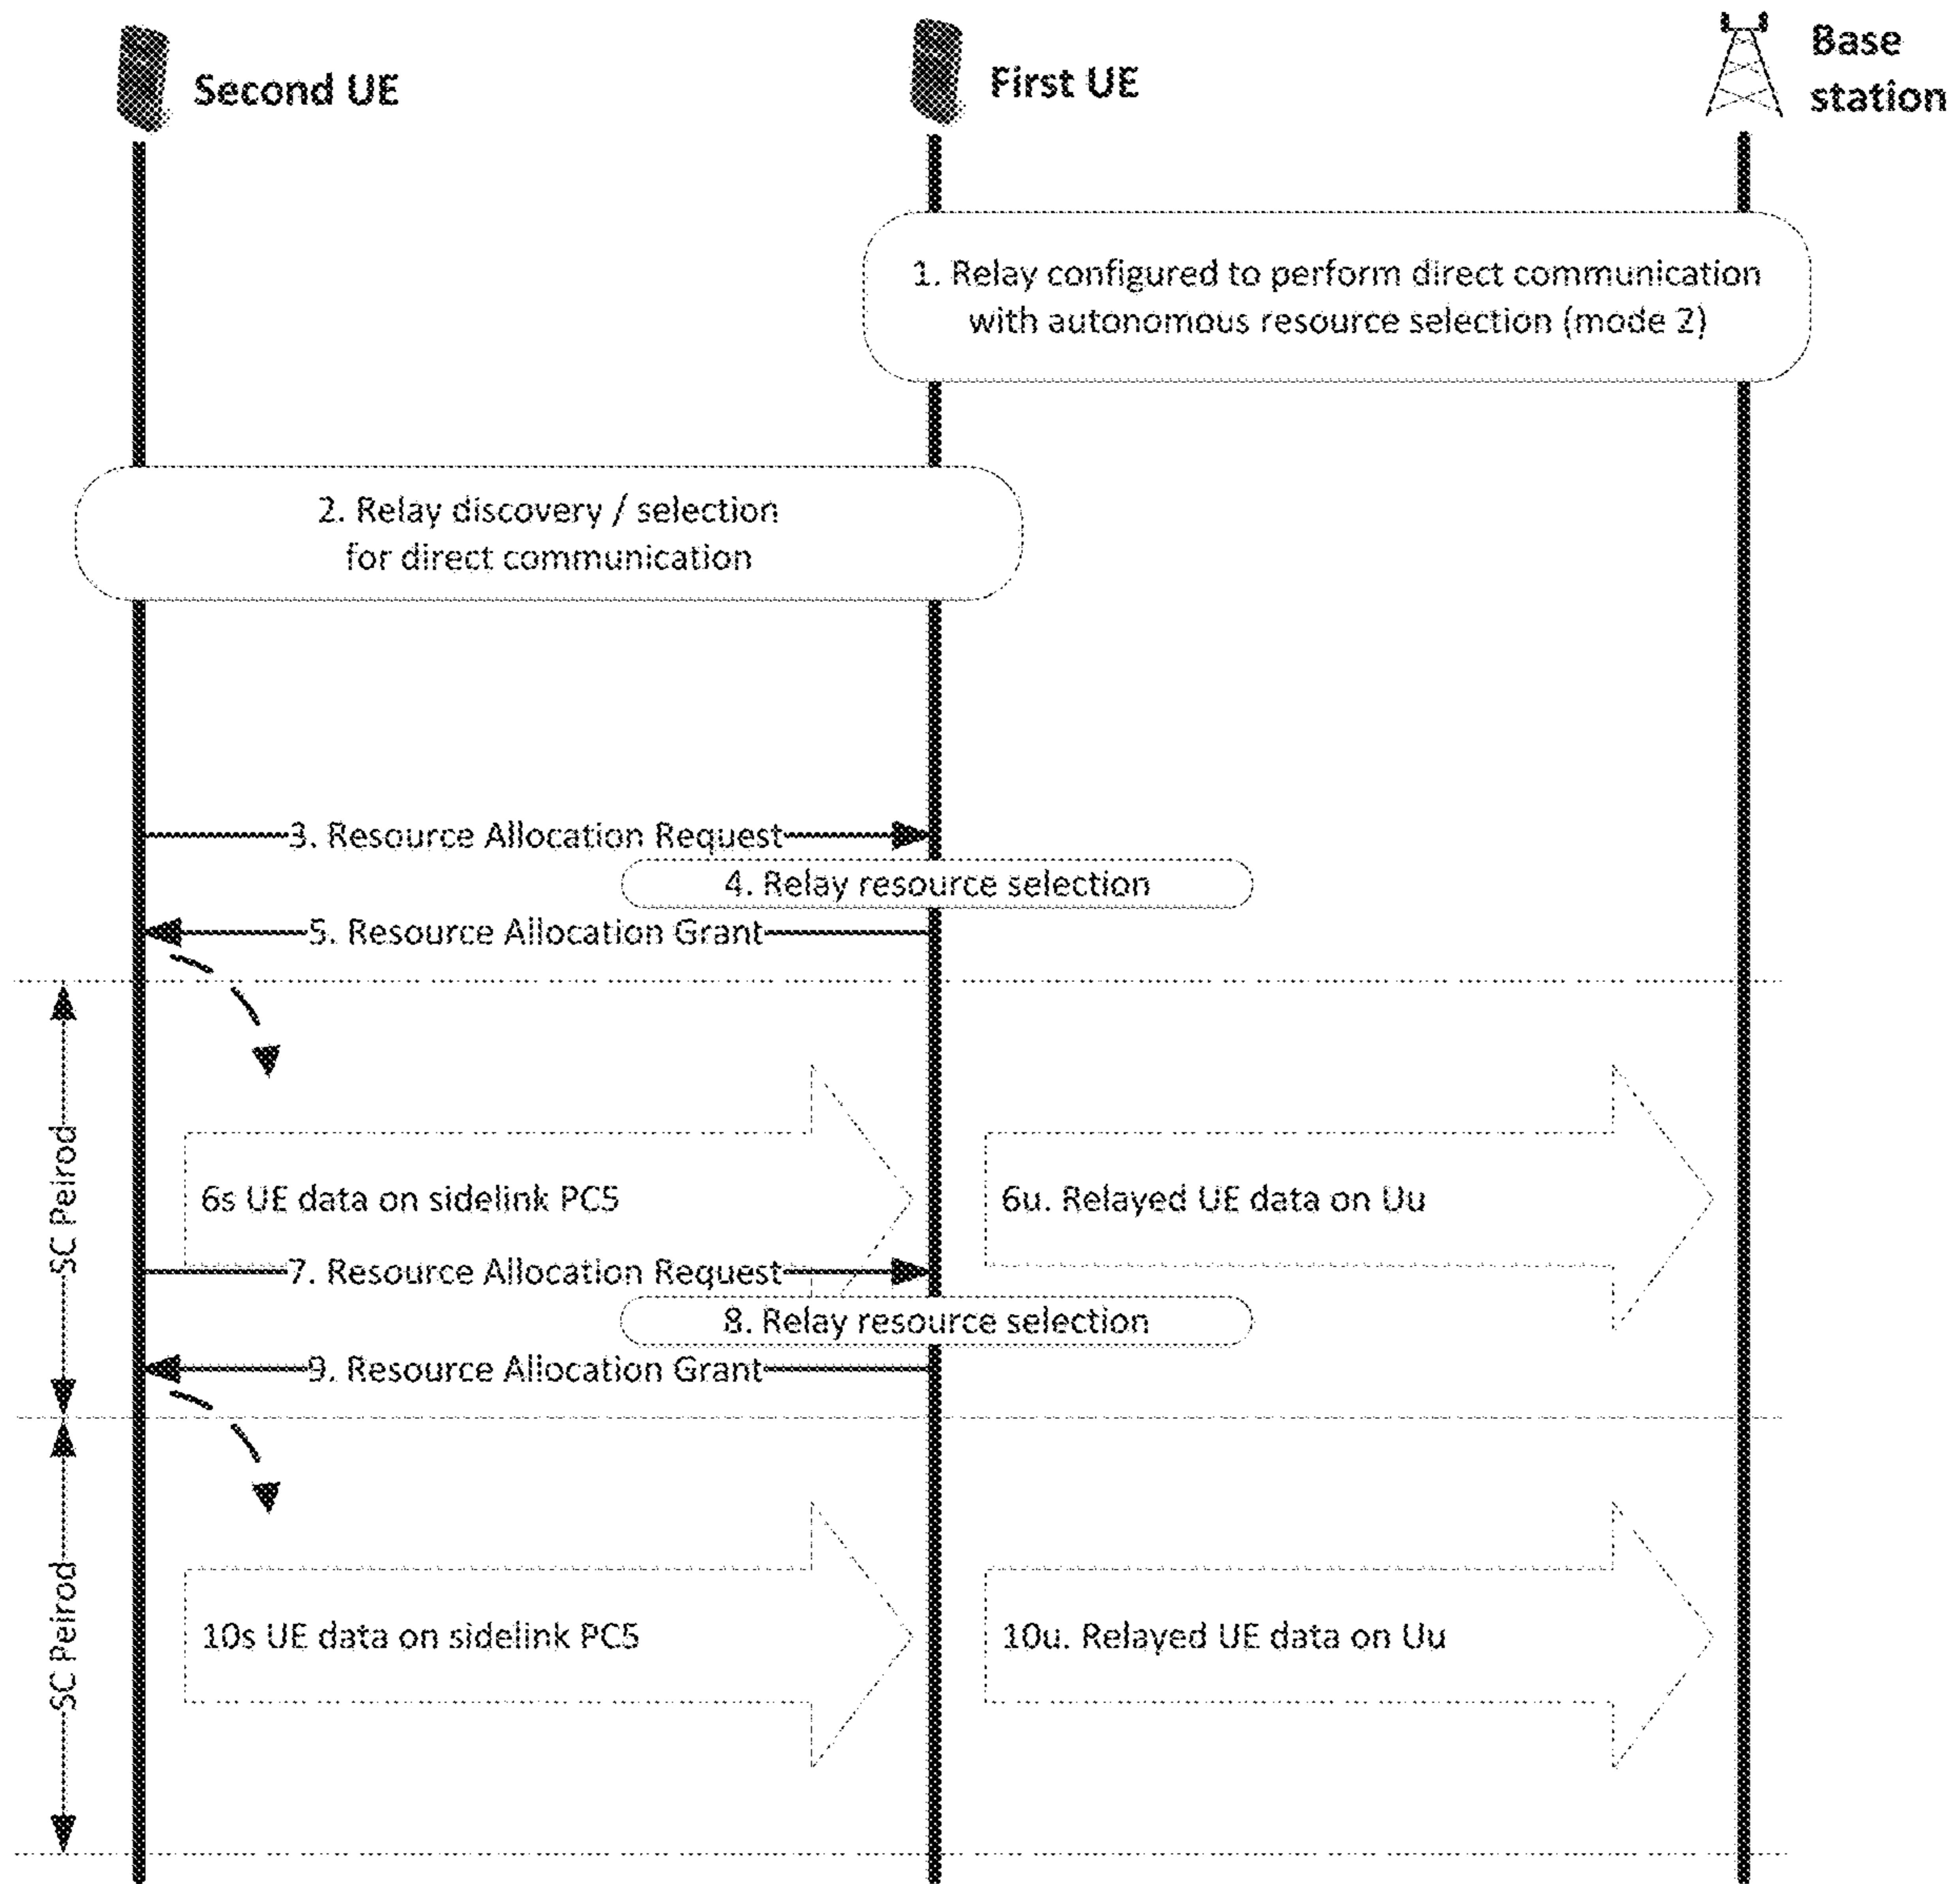 Second UE
First UE
Base
station
1. Relay configured to perform direct communication
with autonomous resource selection (mode 2)
2. Relay discovery / selection
for direct communication
3. Resource Allocation Request
4. Relay resource selection
5. Resource Allocation Grant
SC Peirod
6s UE data on sidelink PC5
6u. Relayed UE data on Uu
7. Resource Allocation Request
8. Relay resource selection
9. Resource Allocation Grant
SC Peirod
10s UE data on sidelink PC5
10u. Relayed UE data on Uu